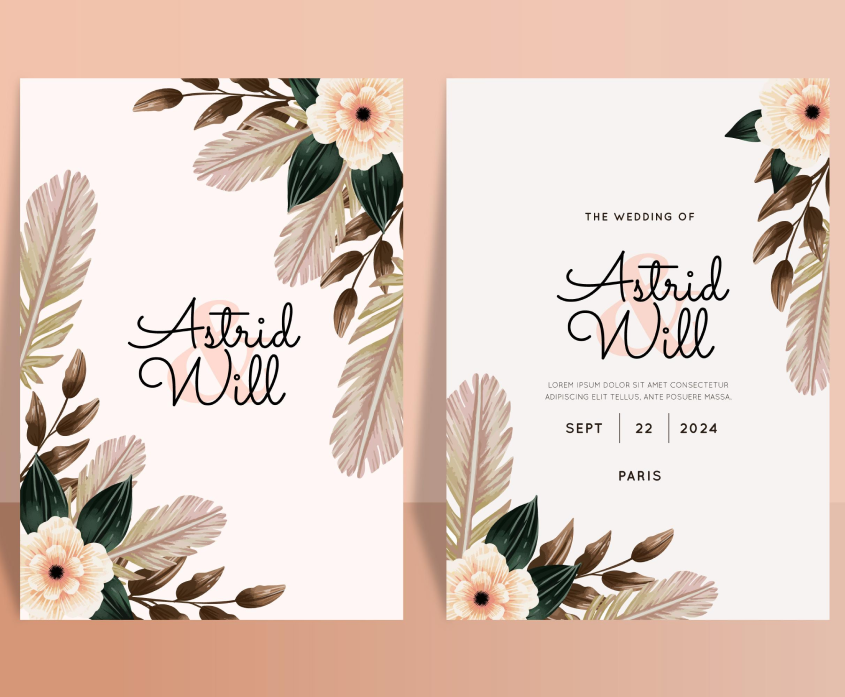 Astrid
&
Will
THE WEDDING OF
Astrid
&
Will
LOREM IPSUM DOLOR SIT AMET CONSECTETUR
ADIPISCING ELIT TELLUS, ANTE POSUERE MASSA.
SEPT | 22 | 2024
PARIS